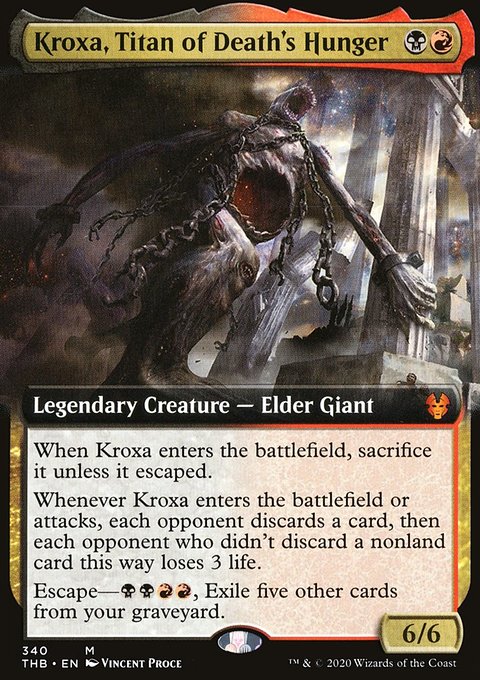 Kroxa, Titan of Death's Hunger
Legendary Creature — Elder Giant
When Kroxa enters the battlefield, sacrifice
it unless it escaped.
Whenever Kroxa enters the battlefield or
attacks, each opponent discards a card, then
each opponent who didn't discard a nonland
card this way loses 3 life.
Escape—, Exile five other cards
from your graveyard.
6/6
340 M
THB • EN Vincent Proce
™ & © 2020 Wizards of the Coast